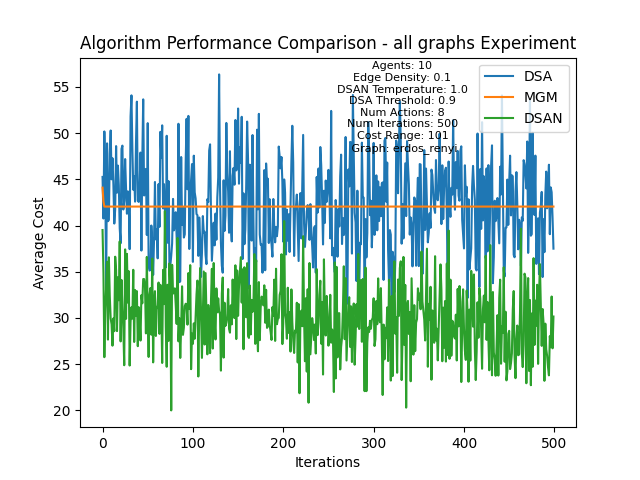 Algorithm Performance Comparison - all graphs Experiment
Agents: 10
Edge Density: 0.1
DSAN Temperature: 1.0
DSA Threshold: 0.9
Num Actions: 8
Num Iterations: 500
Cost Range: 101
Graph: erdos_renyi
DSA
MGM
DSAN
Average Cost
55
50
45
40
35
30
25
20
0 100 200 300 400 500
Iterations